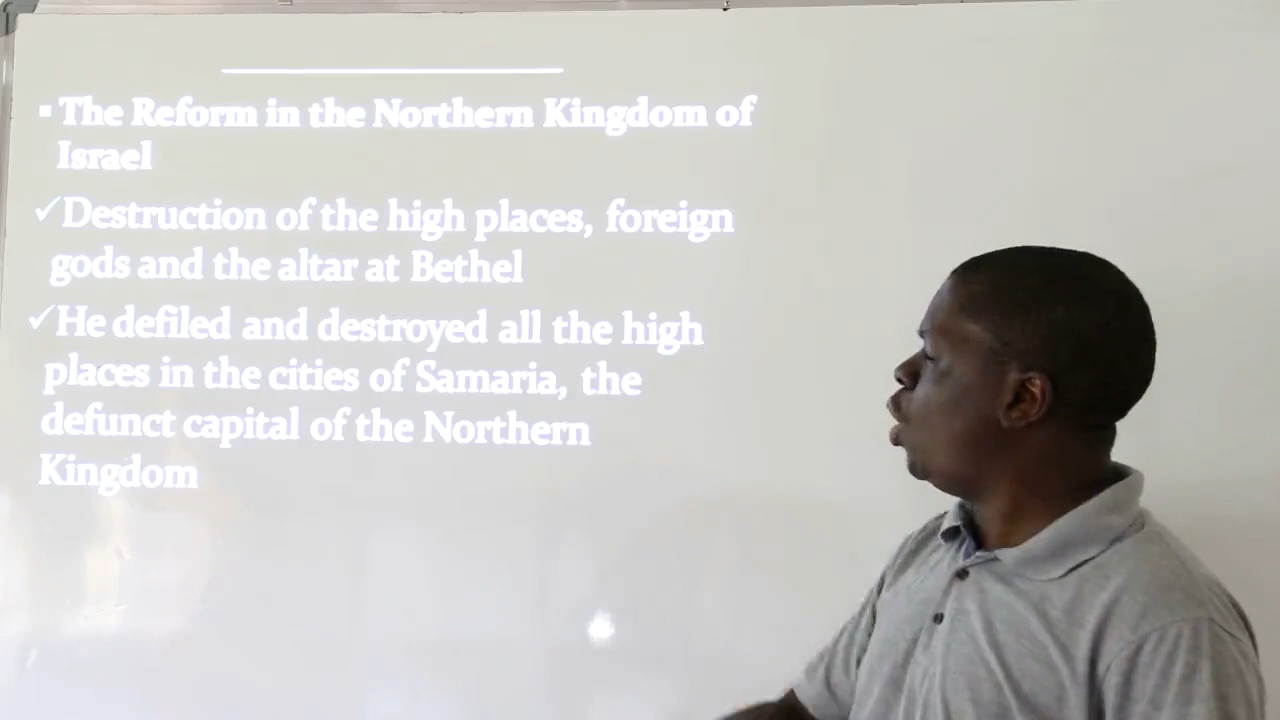 ▪ The Reform in the Northern Kingdom of
Israel
✓Destruction of the high places, foreign
gods and the altar at Bethel
✓He defiled and destroyed all the high
places in the cities of Samaria, the
defunct capital of the Northern
Kingdom